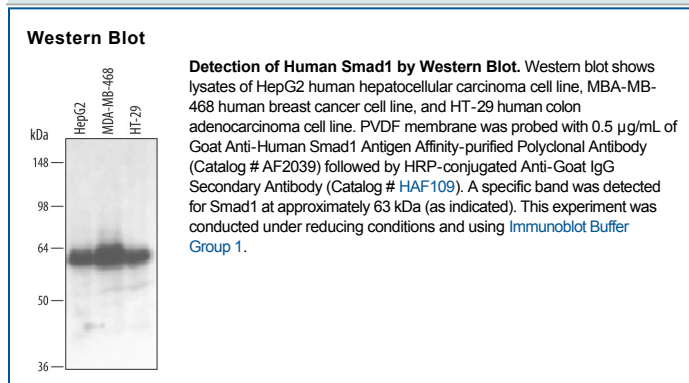 Western Blot
HepG2
MDA-MB-468
HT-29
kDa
148
98
64
50
36
Detection of Human Smad1 by Western Blot. Western blot shows
lysates of HepG2 human hepatocellular carcinoma cell line, MBA-MB-
468 human breast cancer cell line, and HT-29 human colon
adenocarcinoma cell line. PVDF membrane was probed with 0.5 µg/mL of
Goat Anti-Human Smad1 Antigen Affinity-purified Polyclonal Antibody
(Catalog # AF2039) followed by HRP-conjugated Anti-Goat IgG
Secondary Antibody (Catalog # HAF109). A specific band was detected
for Smad1 at approximately 63 kDa (as indicated). This experiment was
conducted under reducing conditions and using Immunoblot Buffer
Group 1.